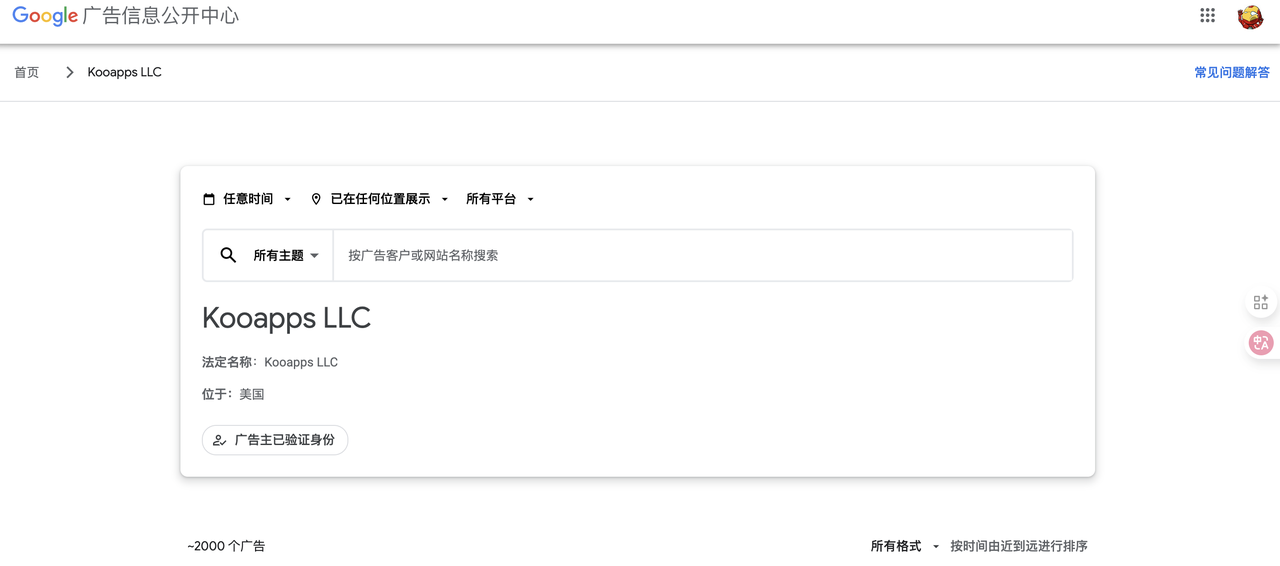 Google 广告信息公开中心
首页 Kooapps LLC 常见问题解答
任意时间 已在任何位置展示 所有平台
所有主题 按广告客户或网站名称搜索
Kooapps LLC
法定名称：Kooapps LLC
位于：美国
广告主已验证身份
~2000 个广告 所有格式 按时间由近到远进行排序
中 A